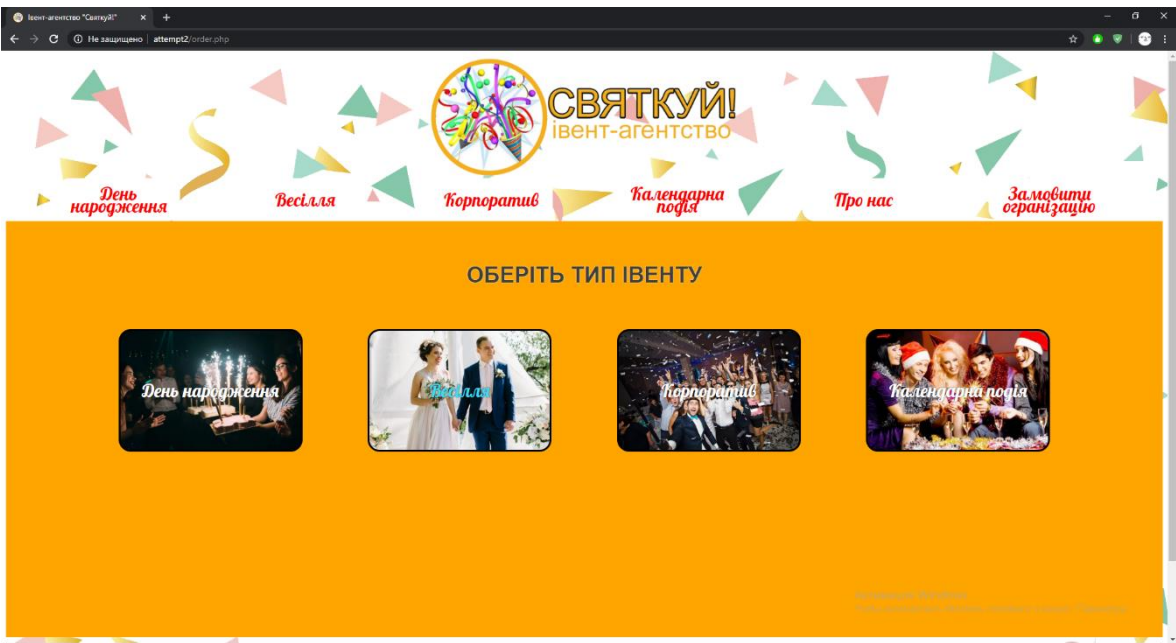 Івент-агентство "Святкуй!"
Не защищено | attempt2/order.php
СВЯТКУЙ!
івент-агентство
День
народження
Весілля
Корпоратив
Календарна
подія
Про нас
Замовити
огранізацію
ОБЕРІТЬ ТИП ІВЕНТУ
День народження
Весілля
Корпоратив
Календарна подія